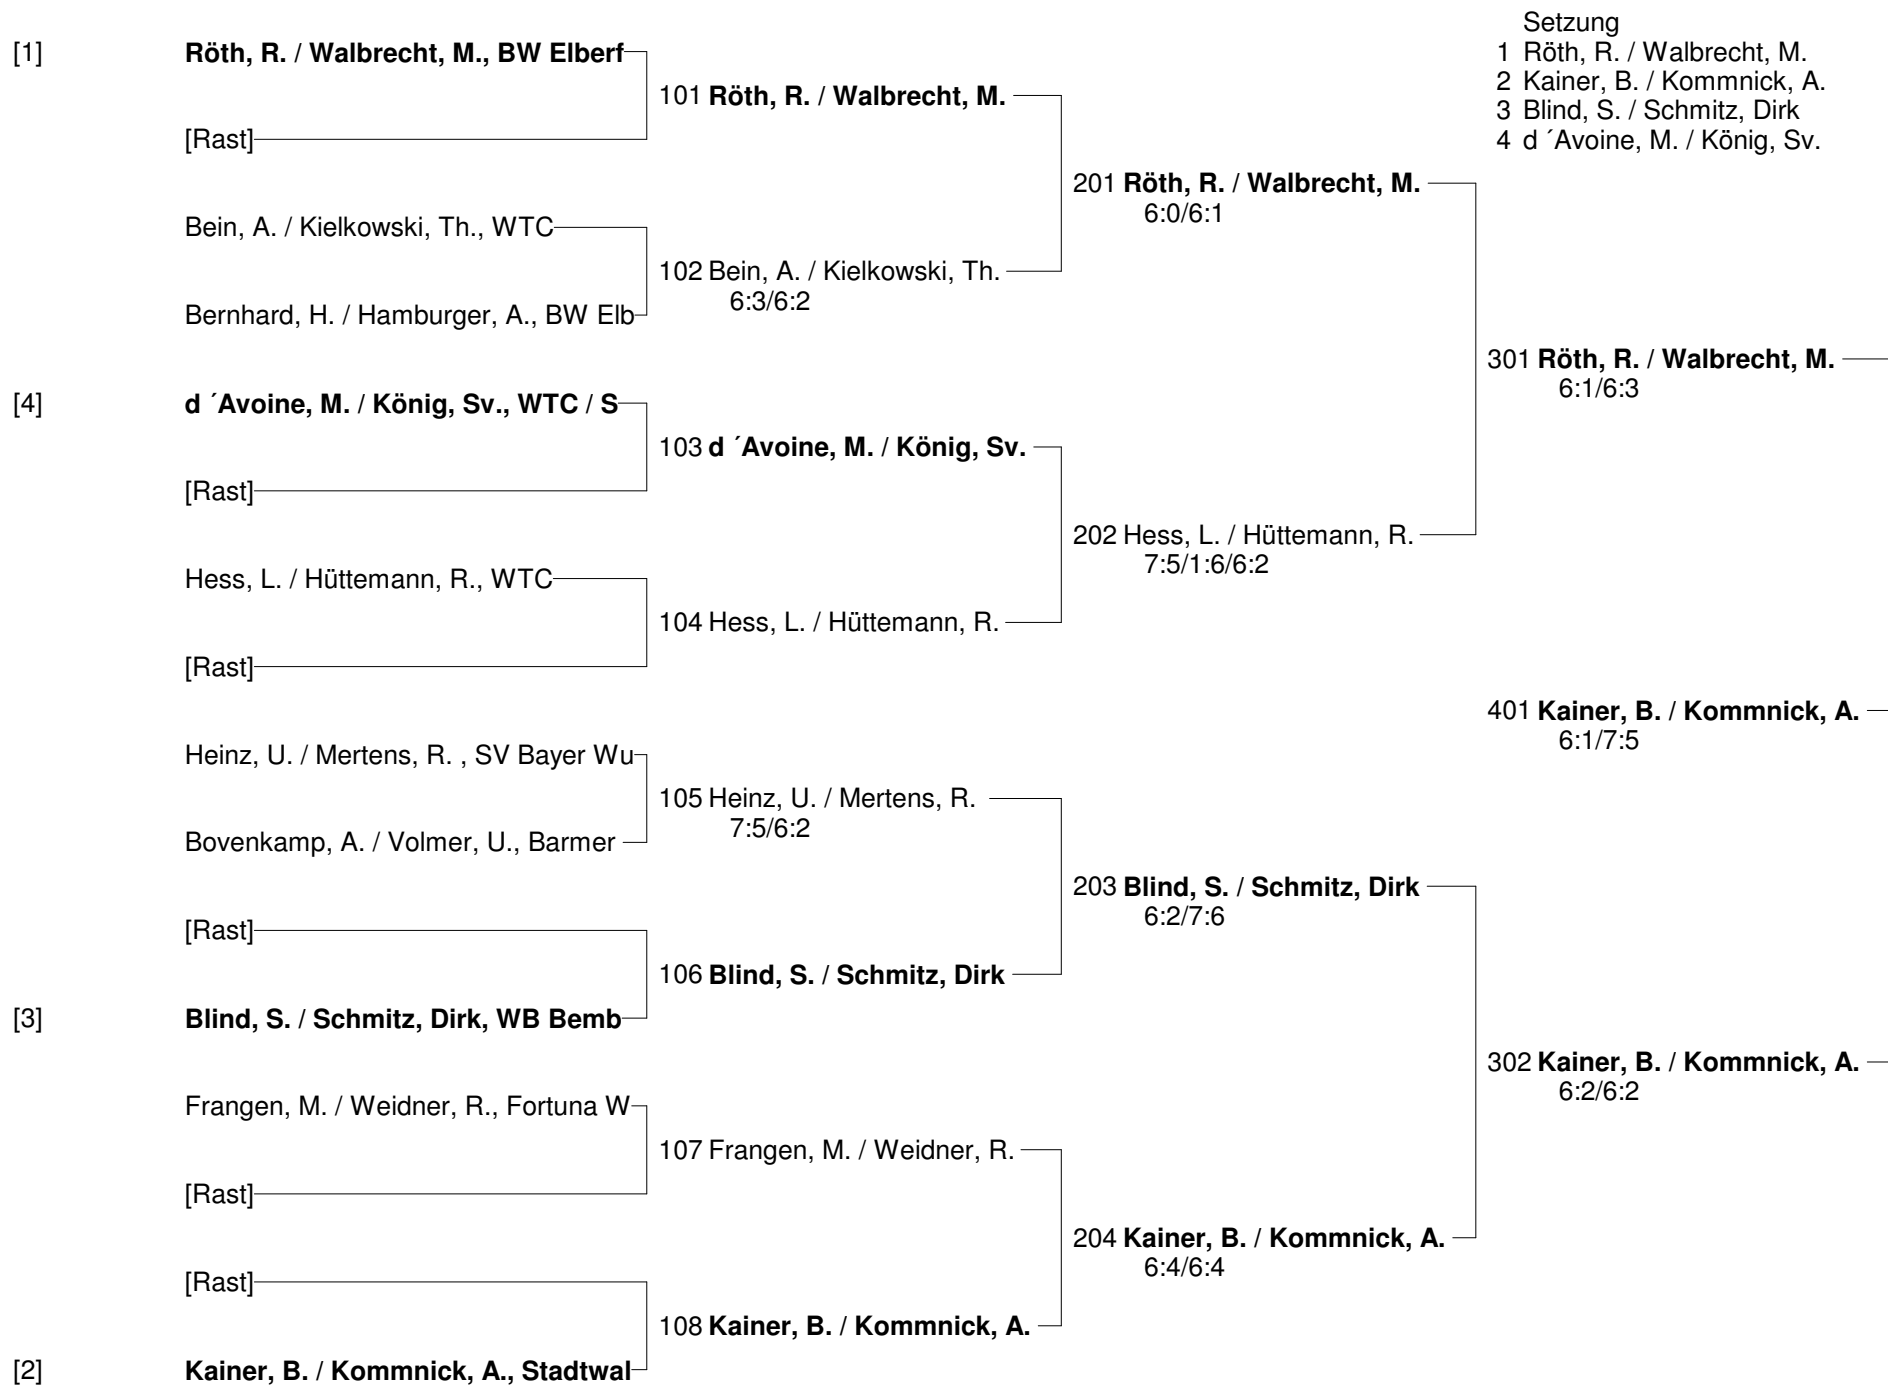 Setzung
1 Röth, R. / Walbrecht, M.
2 Kainer, B. / Kommnick, A.
3 Blind, S. / Schmitz, Dirk
4 d ´Avoine, M. / König, Sv.
[1] Röth, R. / Walbrecht, M., BW Elberf
[Rast]
Bein, A. / Kielkowski, Th., WTC
Bernhard, H. / Hamburger, A., BW Elb
[4] d ´Avoine, M. / König, Sv., WTC / S
[Rast]
Hess, L. / Hüttemann, R., WTC
[Rast]
Heinz, U. / Mertens, R. , SV Bayer Wu
Bovenkamp, A. / Volmer, U., Barmer
[Rast]
[3] Blind, S. / Schmitz, Dirk, WB Bemb
Frangen, M. / Weidner, R., Fortuna W
[Rast]
[Rast]
[2] Kainer, B. / Kommnick, A., Stadtwal
101 Röth, R. / Walbrecht, M.
102 Bein, A. / Kielkowski, Th.
6:3/6:2
103 d ´Avoine, M. / König, Sv.
104 Hess, L. / Hüttemann, R.
105 Heinz, U. / Mertens, R.
7:5/6:2
106 Blind, S. / Schmitz, Dirk
107 Frangen, M. / Weidner, R.
108 Kainer, B. / Kommnick, A.
201 Röth, R. / Walbrecht, M.
6:0/6:1
202 Hess, L. / Hüttemann, R.
7:5/1:6/6:2
203 Blind, S. / Schmitz, Dirk
6:2/7:6
204 Kainer, B. / Kommnick, A.
6:4/6:4
301 Röth, R. / Walbrecht, M.
6:1/6:3
401 Kainer, B. / Kommnick, A.
6:1/7:5
302 Kainer, B. / Kommnick, A.
6:2/6:2